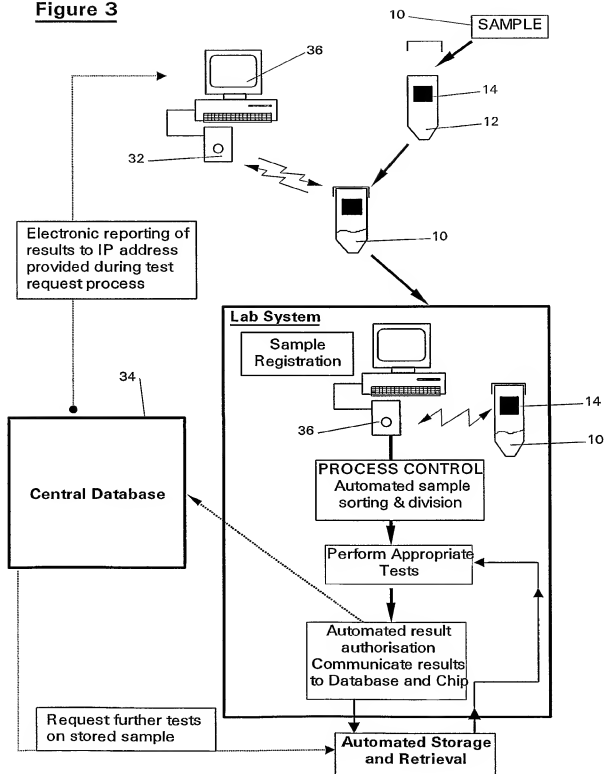 Figure 3
10
SAMPLE
36
14
12
32
10
Electronic reporting of
results to IP address
provided during test
request process
Lab System
Sample
Registration
34
14
36
10
Central Database
PROCESS CONTROL
Automated sample
sorting & division
Perform Appropriate
Tests
Automated result
authorisation
Communicate results
to Database and Chip
Request further tests
on stored sample
Automated Storage
and Retrieval